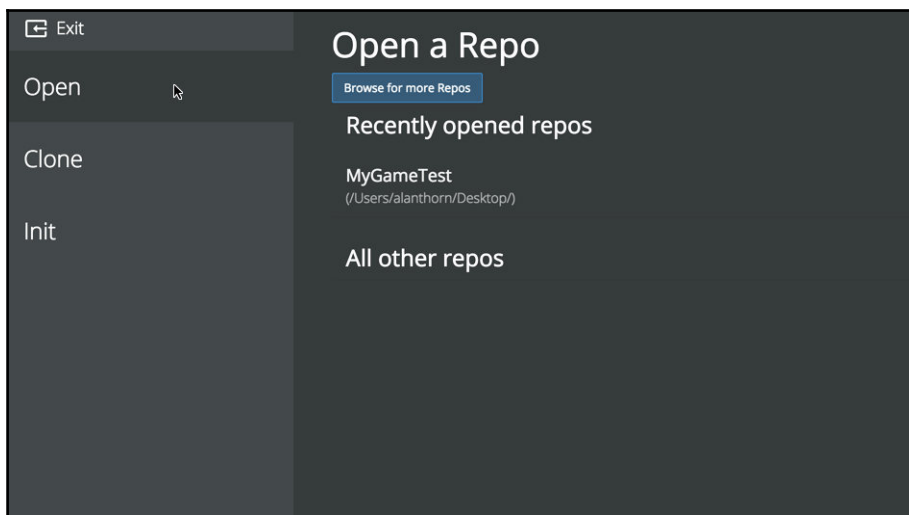 Exit
Open
Clone
Init
Open a Repo
Browse for more Repos
Recently opened repos
MyGameTest
(/Users/alanthorn/Desktop/)
All other repos